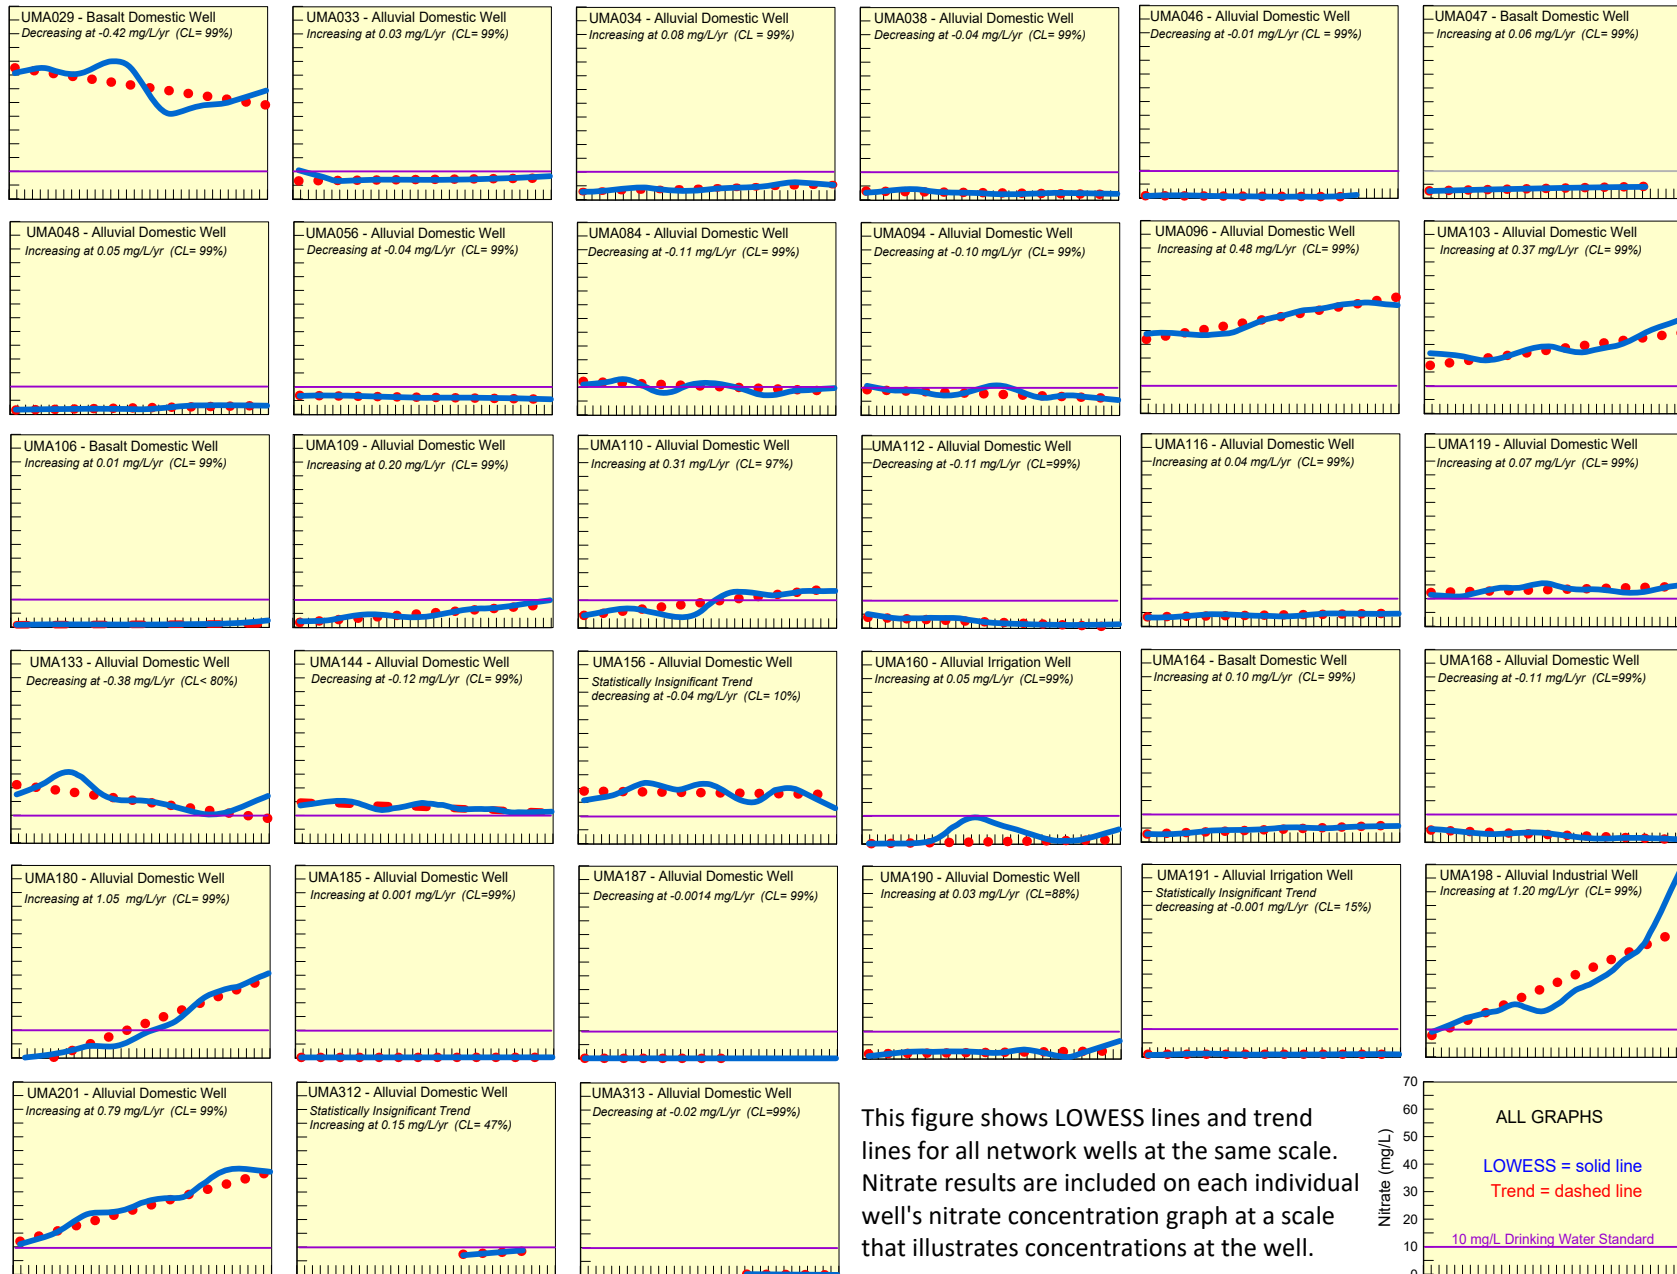 UMA029 - Basalt Domestic Well
Decreasing at -0.42 mg/L/yr (CL= 99%)
UMA033 - Alluvial Domestic Well
Increasing at 0.03 mg/L/yr (CL= 99%)
UMA034 - Alluvial Domestic Well
Increasing at 0.08 mg/L/yr (CL = 99%)
UMA038 - Alluvial Domestic Well
Decreasing at -0.04 mg/L/yr (CL= 99%)
UMA046 - Alluvial Domestic Well
Decreasing at -0.01 mg/L/yr (CL= 99%)
UMA047 - Basalt Domestic Well
Increasing at 0.06 mg/L/yr (CL= 99%)
UMA048 - Alluvial Domestic Well
Increasing at 0.05 mg/L/yr (CL= 99%)
UMA056 - Alluvial Domestic Well
Decreasing at -0.04 mg/L/yr (CL= 99%)
UMA084 - Alluvial Domestic Well
Decreasing at -0.11 mg/L/yr (CL= 99%)
UMA094 - Alluvial Domestic Well
Decreasing at -0.10 mg/L/yr (CL= 99%)
UMA096 - Alluvial Domestic Well
Increasing at 0.48 mg/L/yr (CL= 99%)
UMA103 - Alluvial Domestic Well
Increasing at 0.37 mg/L/yr (CL= 99%)
UMA106 - Basalt Domestic Well
Increasing at 0.01 mg/L/yr (CL= 99%)
UMA109 - Alluvial Domestic Well
Increasing at 0.20 mg/L/yr (CL= 99%)
UMA110 - Alluvial Domestic Well
Increasing at 0.31 mg/L/yr (CL= 97%)
UMA112 - Alluvial Domestic Well
Decreasing at -0.11 mg/L/yr (CL=99%)
UMA116 - Alluvial Domestic Well
Increasing at 0.04 mg/L/yr (CL= 99%)
UMA119 - Alluvial Domestic Well
Increasing at 0.07 mg/L/yr (CL= 99%)
UMA133 - Alluvial Domestic Well
Decreasing at -0.38 mg/L/yr (CL< 80%)
UMA144 - Alluvial Domestic Well
Decreasing at -0.12 mg/L/yr (CL= 99%)
UMA156 - Alluvial Domestic Well
Statistically Insignificant Trend
decreasing at -0.04 mg/L/yr (CL= 10%)
UMA160 - Alluvial Irrigation Well
Increasing at 0.05 mg/L/yr (CL=99%)
UMA164 - Basalt Domestic Well
Increasing at 0.10 mg/L/yr (CL= 99%)
UMA168 - Alluvial Domestic Well
Decreasing at -0.11 mg/L/yr (CL=99%)
UMA180 - Alluvial Domestic Well
Increasing at 1.05 mg/L/yr (CL= 99%)
UMA185 - Alluvial Domestic Well
Increasing at 0.001 mg/L/yr (CL=99%)
UMA187 - Alluvial Domestic Well
Decreasing at -0.0014 mg/L/yr (CL= 99%)
UMA190 - Alluvial Domestic Well
Increasing at 0.03 mg/L/yr (CL=88%)
UMA191 - Alluvial Irrigation Well
Statistically Insignificant Trend
decreasing at -0.001 mg/L/yr (CL= 15%)
UMA198 - Alluvial Industrial Well
Increasing at 1.20 mg/L/yr (CL= 99%)
UMA201 - Alluvial Domestic Well
Increasing at 0.79 mg/L/yr (CL= 99%)
UMA312 - Alluvial Domestic Well
Statistically Insignificant Trend
Increasing at 0.15 mg/L/yr (CL= 47%)
UMA313 - Alluvial Domestic Well
Decreasing at -0.02 mg/L/yr (CL=99%)
This figure shows LOWESS lines and trend
lines for all network wells at the same scale.
Nitrate results are included on each individual
well's nitrate concentration graph at a scale
that illustrates concentrations at the well.
Nitrate (mg/L)
70
60
50
40
30
20
10
0
ALL GRAPHS
LOWESS = solid line
Trend = dashed line
10 mg/L Drinking Water Standard